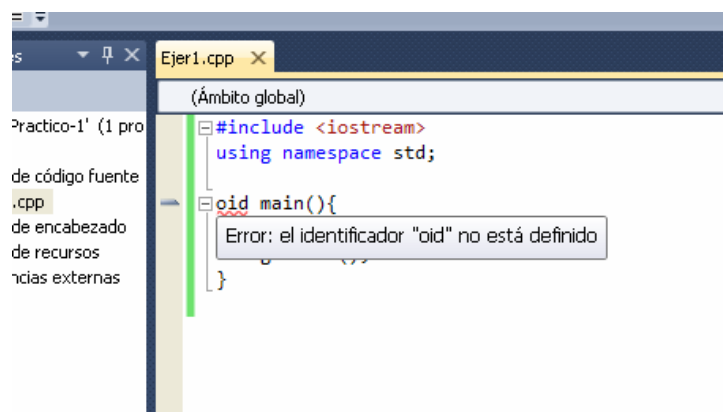 Ejer1.cpp
(Ámbito global)
Practico-1' (1 pro
de código fuente
.cpp
de encabezado
de recursos
ncias externas
#include <iostream>
using namespace std;
oid main(){
Error: el identificador "oid" no está definido
}